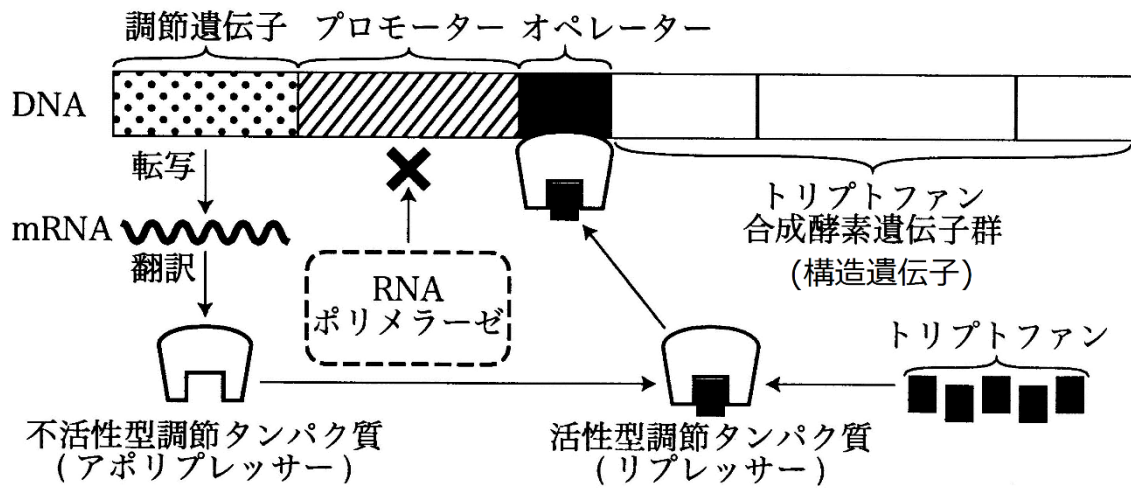 調節遺伝子 プロモーター オペレーター
DNA
転写
mRNA
翻訳
RNA
ポリメラーゼ
トリプトファン
合成酵素遺伝子群
(構造遺伝子)
トリプトファン
不活性型調節タンパク質
(アポリプレッサー)
活性型調節タンパク質
(リプレッサー)